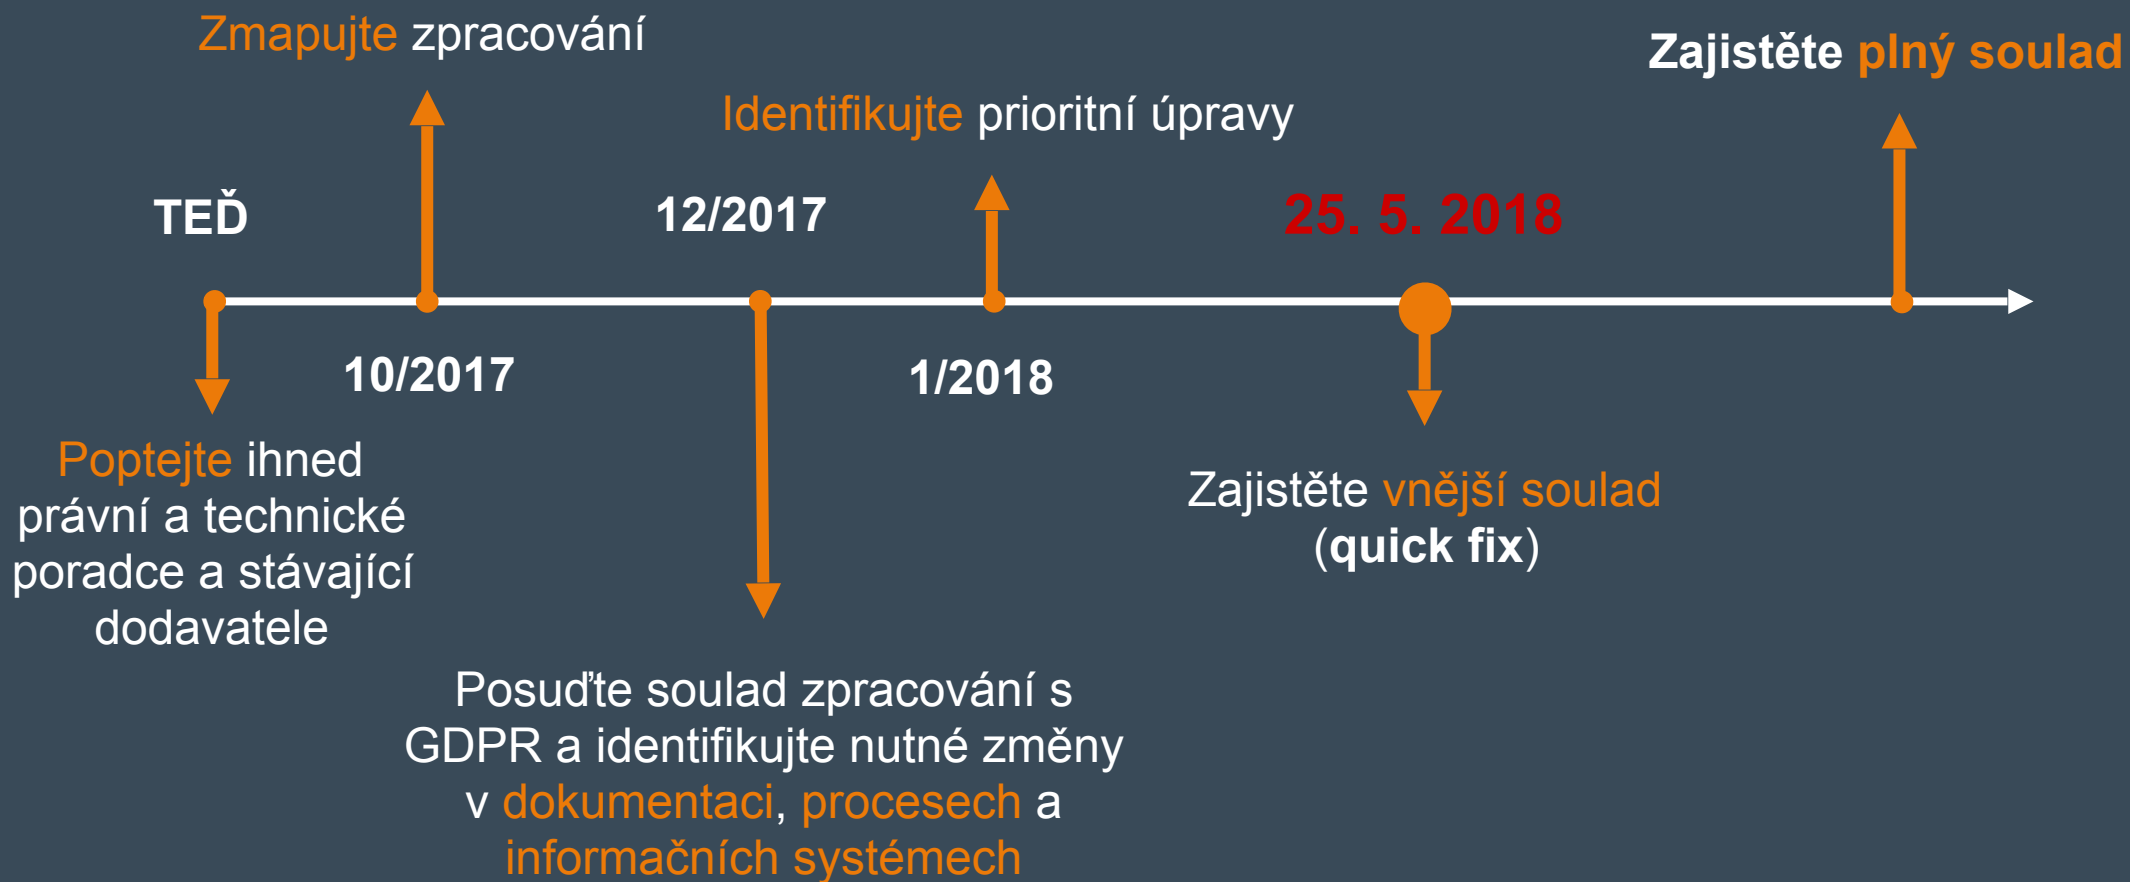 Zmapujte zpracování
Zajistěte plný soulad
Identifikujte prioritní úpravy
TEĎ
12/2017
25. 5. 2018
10/2017
1/2018
Poptejte ihned
právní a technické
poradce a stávající
dodavatele
Zajistěte vnější soulad
(quick fix)
Posuďte soulad zpracování s
GDPR a identifikujte nutné změny
v dokumentaci, procesech a
informačních systémech